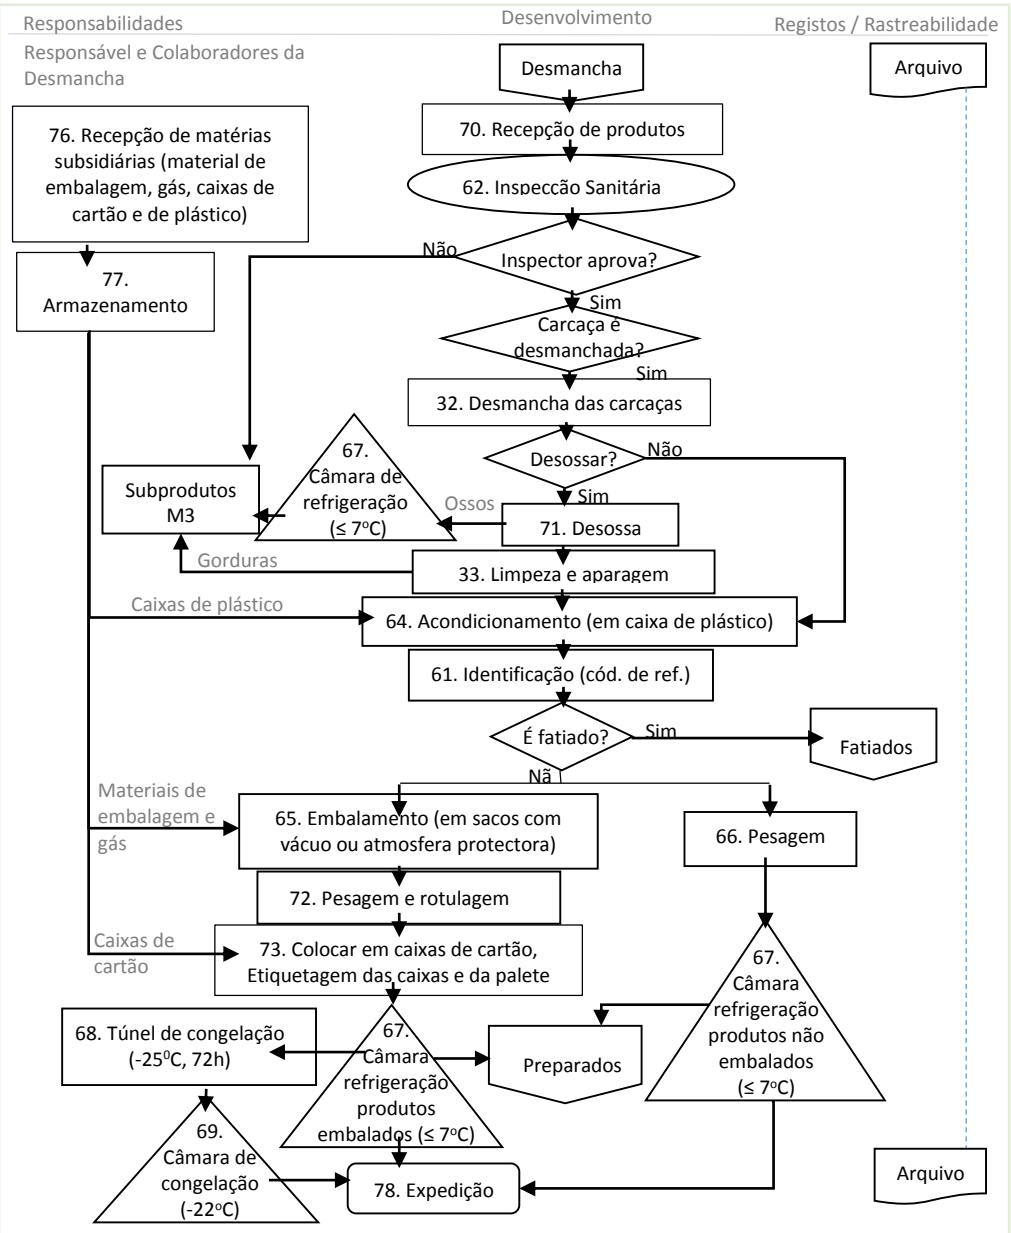 Responsabilidades
Desenvolvimento
Registos / Rastreabilidade
Responsável e Colaboradores da
Desmancha
Desmancha
Arquivo
76. Recepção de matérias
subsidiárias (material de
embalagem, gás, caixas de
cartão e de plástico)
70. Recepção de produtos
62. Inspecção Sanitária
Não
Inspector aprova?
77.
Armazenamento
Sim
Carcaça é
desmanchada?
Sim
32. Desmancha das carcaças
Desossar?
Não
67.
Câmara de
refrigeração
(≤ 7ºC)
Subprodutos
M3
Ossos
Sim
71. Desossa
Gorduras
33. Limpeza e aparagem
Caixas de plástico
64. Acondicionamento (em caixa de plástico)
61. Identificação (cód. de ref.)
É fatiado?
Sim
Fatiados
Nã
Materiais de
embalagem e
gás
65. Embalamento (em sacos com
vácuo ou atmosfera protectora)
66. Pesagem
72. Pesagem e rotulagem
Caixas de
cartão
73. Colocar em caixas de cartão,
Etiquetagem das caixas e da palete
67.
Câmara
refrigeração
produtos não
embalados
(≤ 7ºC)
68. Túnel de congelação
(-25⁰C, 72h)
67.
Câmara
refrigeração
produtos
embalados (≤ 7ºC)
Preparados
69.
Câmara de
congelação
(-22ºC)
78. Expedição
Arquivo